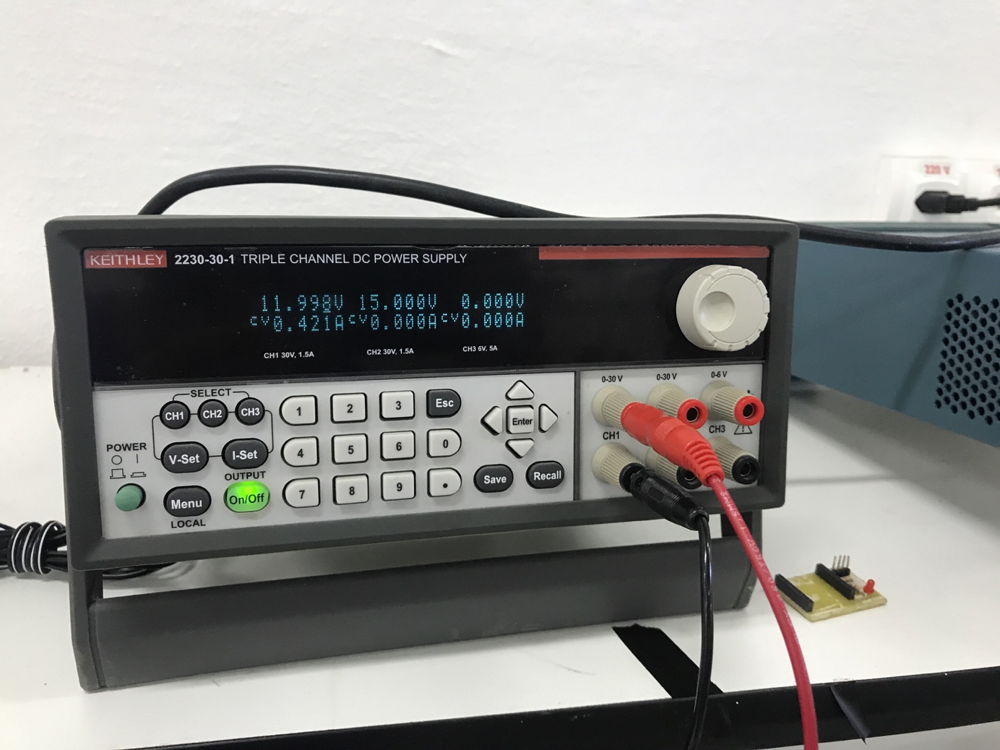 220 V
KEITHLEY 2230-30-1 TRIPLE CHANNEL DC POWER SUPPLY
11.998V 15.000V 0.000V
CV0.421A CV0.000A CV0.000A
CH1 30V, 1.5A CH2 30V, 1.5A CH3 6V, 5A
SELECT
CH1 CH2 CH3
1 2 3 Esc
Enter
POWER
V-Set I-Set
4 5 6 0
OUTPUT
Menu On/Off
LOCAL
7 8 9 .
Save Recall
0-30 V 0-30 V 0-6 V
CH1 CH3